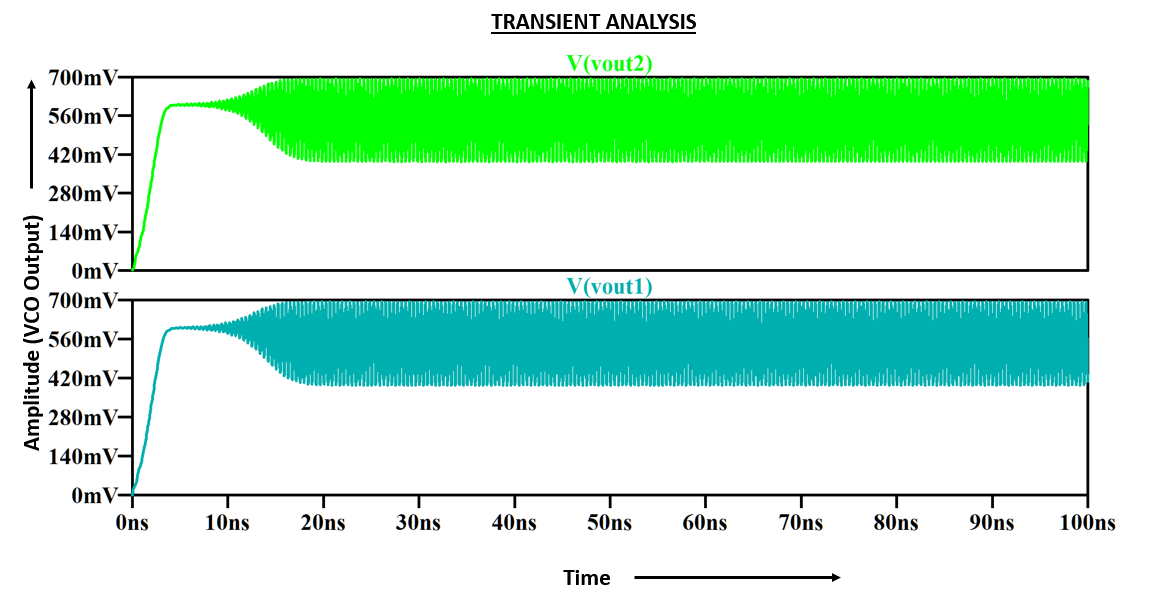 TRANSIENT ANALYSIS
V(vout2)
700mV
560mV
420mV
280mV
140mV
0mV
V(vout1)
700mV
560mV
420mV
280mV
140mV
0mV
Amplitude (VCO Output)
0ns 10ns 20ns 30ns 40ns 50ns 60ns 70ns 80ns 90ns 100ns
Time